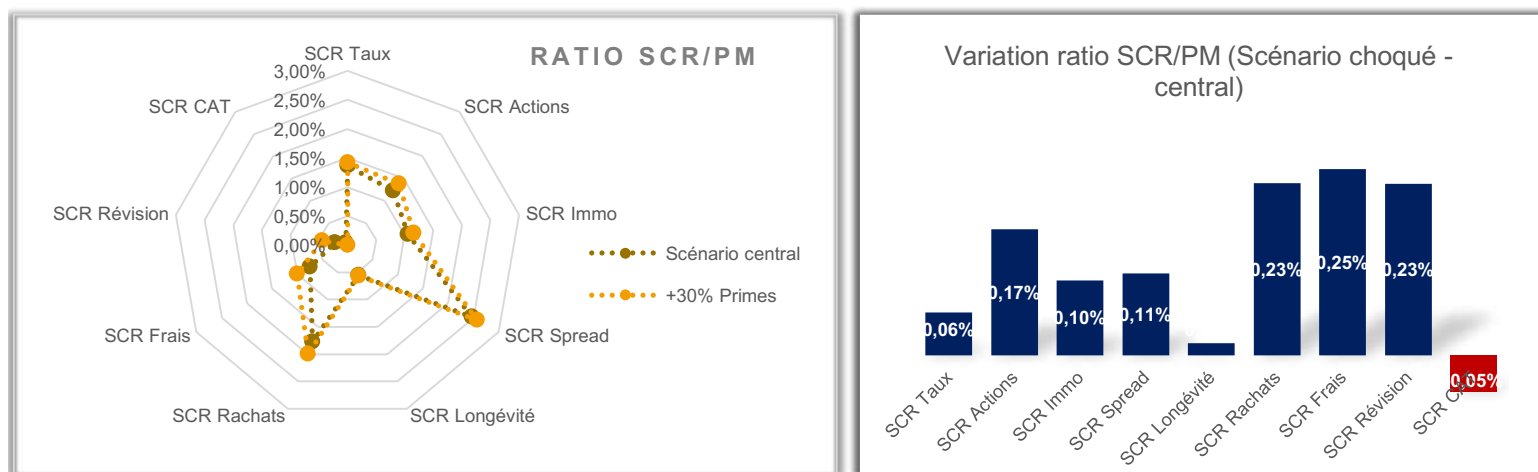 RATIO SCR/PM
SCR Taux
SCR Actions
SCR Immo
SCR Spread
SCR Longévité
SCR Rachats
SCR Frais
SCR Révision
SCR CAT
3,00%
2,50%
2,00%
1,50%
1,00%
0,50%
0,00%
Scénario central
+30% Primes
Variation ratio SCR/PM (Scénario choqué -
central)
0,06%
0,17%
0,10%
0,11%
0,23%
0,25%
0,23%
0,05%
SCR Taux
SCR Actions
SCR Immo
SCR Spread
SCR Longévité
SCR Rachats
SCR Frais
SCR Révision
SCR CAT